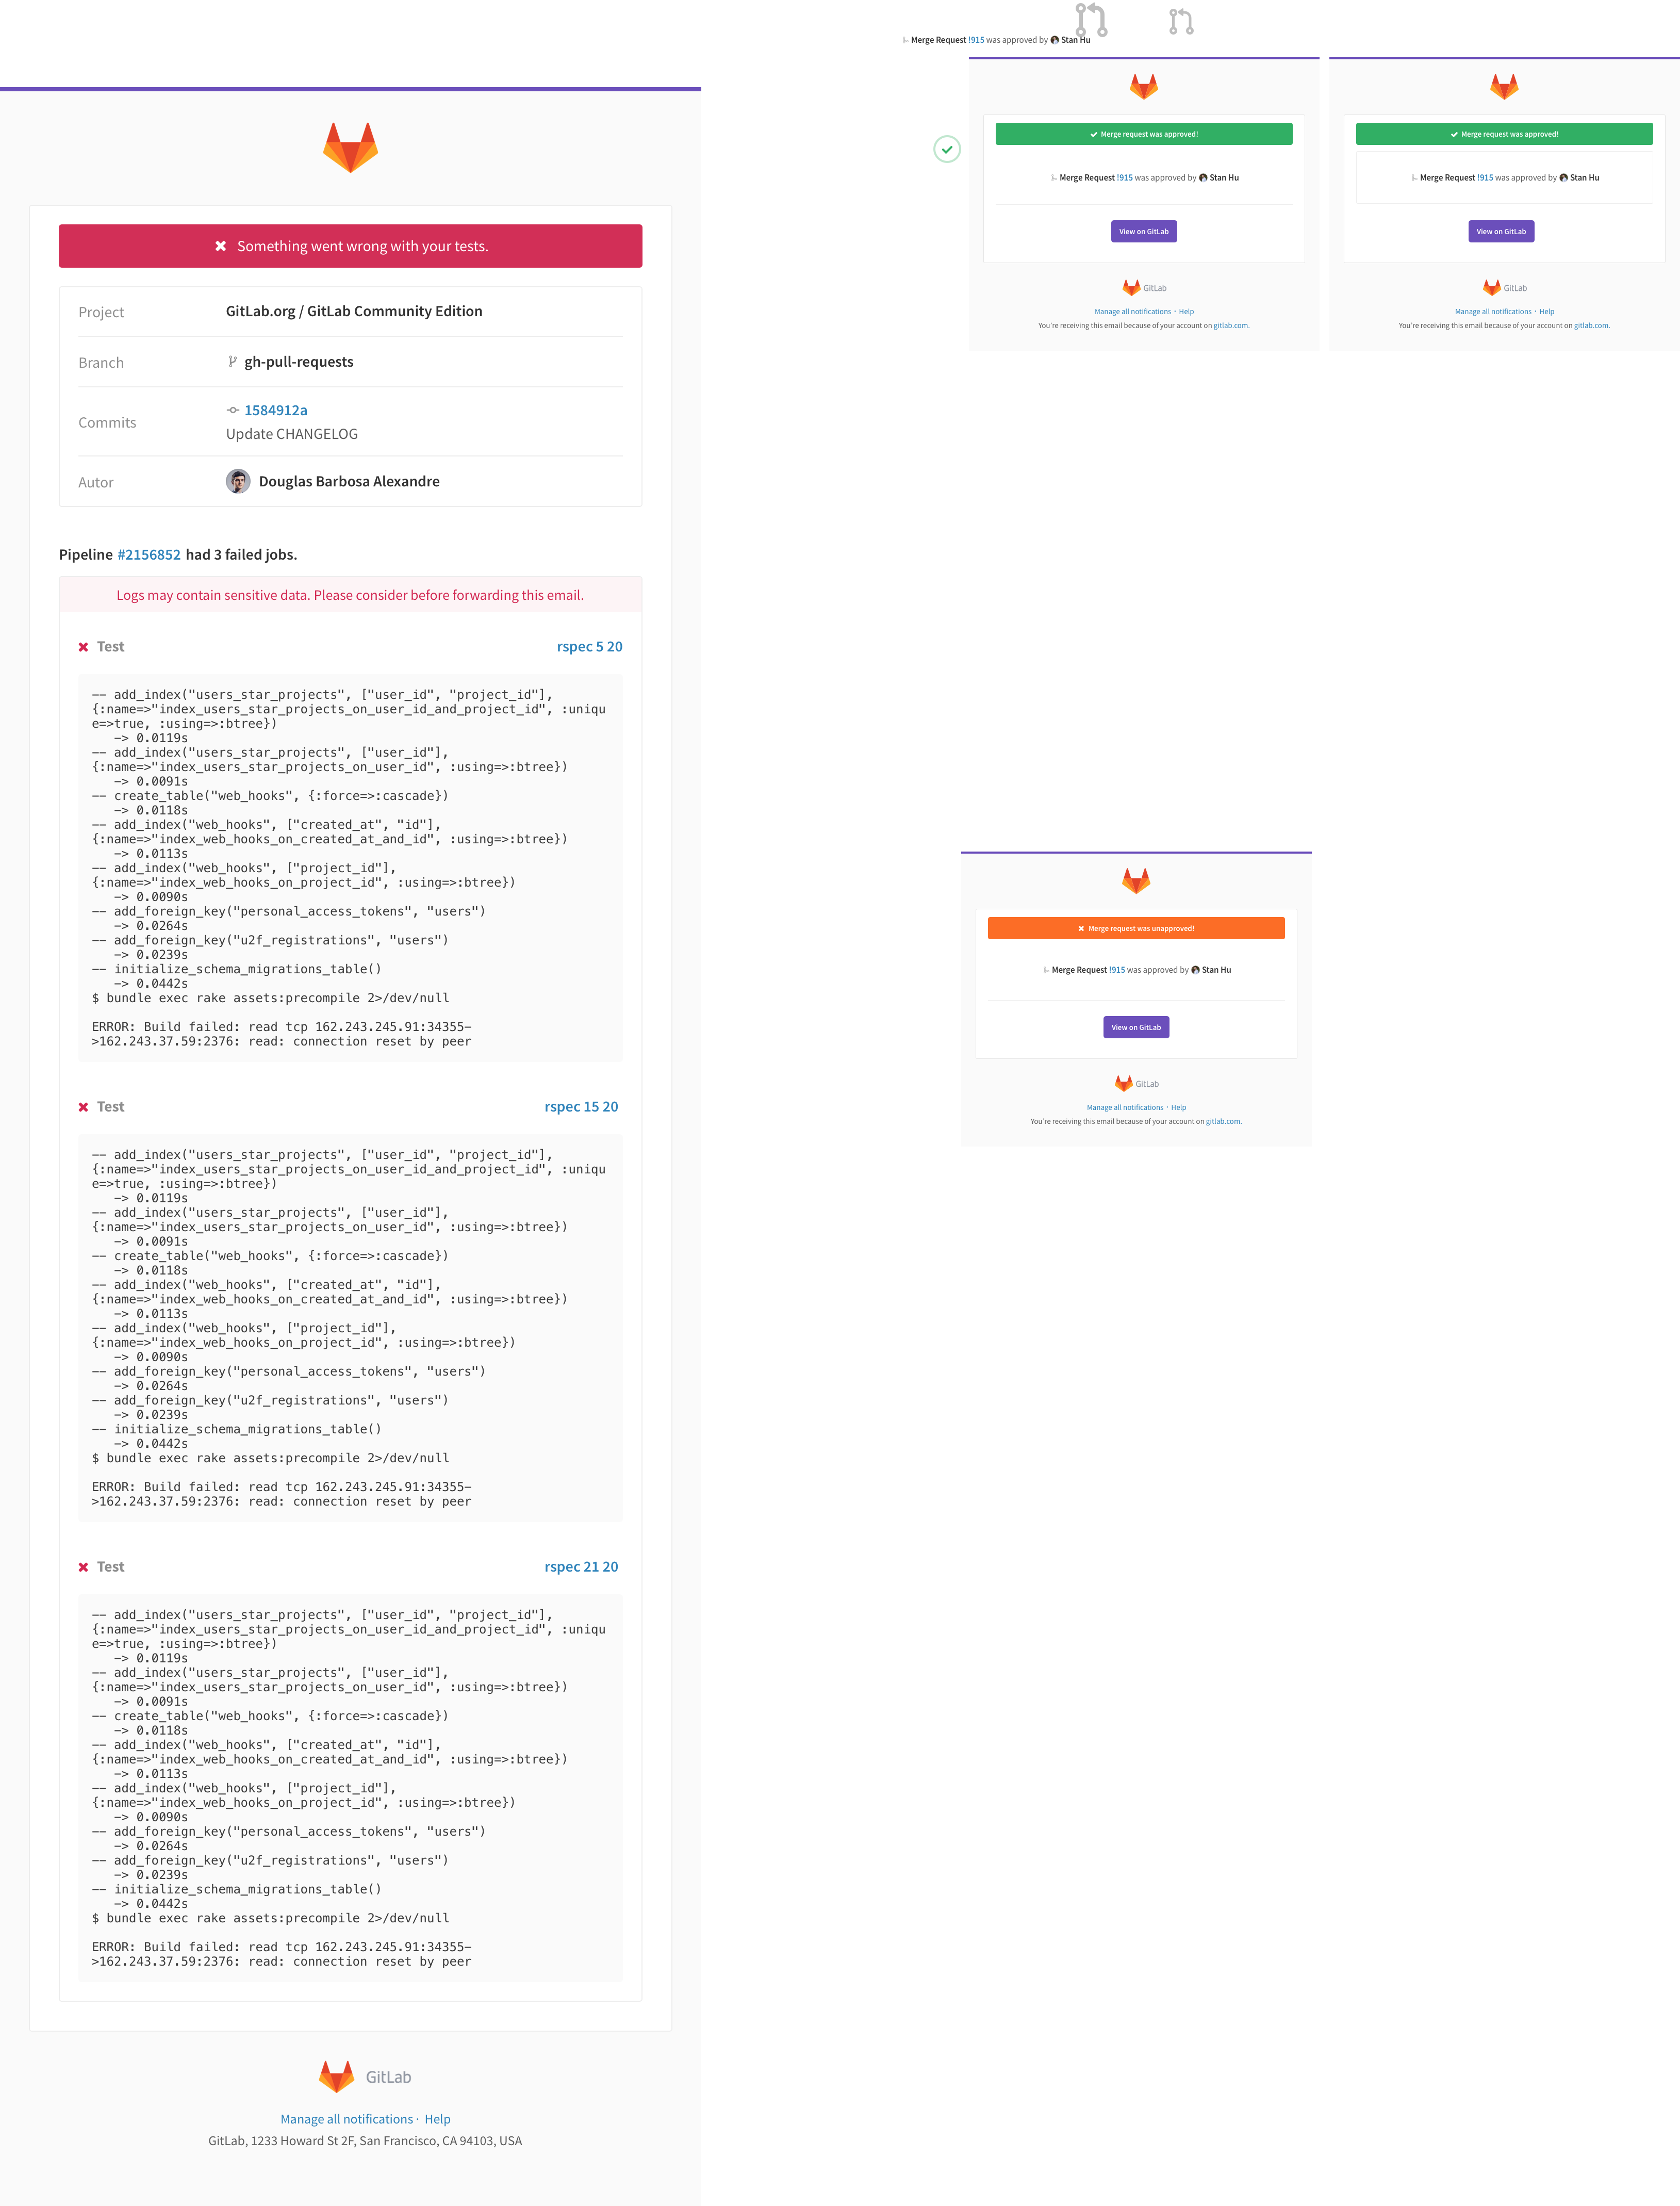 Something went wrong with your tests.
Project GitLab.org / GitLab Community Edition
Branch gh-pull-requests
Commits 1584912a
Update CHANGELOG
Autor Douglas Barbosa Alexandre
Pipeline #2156852 had 3 failed jobs.
Logs may contain sensitive data. Please consider before forwarding this email.
Test rspec 5 20
-- add_index("users_star_projects", ["user_id", "project_id"],
{:name=>"index_users_star_projects_on_user_id_and_project_id", :uniqu
e=>true, :using=>:btree})
-> 0.0119s
-- add_index("users_star_projects", ["user_id"],
{:name=>"index_users_star_projects_on_user_id", :using=>:btree})
-> 0.0091s
-- create_table("web_hooks", {:force=>:cascade})
-> 0.0118s
-- add_index("web_hooks", ["created_at", "id"],
{:name=>"index_web_hooks_on_created_at_and_id", :using=>:btree})
-> 0.0113s
-- add_index("web_hooks", ["project_id"],
{:name=>"index_web_hooks_on_project_id", :using=>:btree})
-> 0.0090s
-- add_foreign_key("personal_access_tokens", "users")
-> 0.0264s
-- add_foreign_key("u2f_registrations", "users")
-> 0.0239s
-- initialize_schema_migrations_table()
-> 0.0442s
$ bundle exec rake assets:precompile 2>/dev/null
ERROR: Build failed: read tcp 162.243.245.91:34355-
>162.243.37.59:2376: read: connection reset by peer
Test rspec 15 20
-- add_index("users_star_projects", ["user_id", "project_id"],
{:name=>"index_users_star_projects_on_user_id_and_project_id", :uniqu
e=>true, :using=>:btree})
-> 0.0119s
-- add_index("users_star_projects", ["user_id"],
{:name=>"index_users_star_projects_on_user_id", :using=>:btree})
-> 0.0091s
-- create_table("web_hooks", {:force=>:cascade})
-> 0.0118s
-- add_index("web_hooks", ["created_at", "id"],
{:name=>"index_web_hooks_on_created_at_and_id", :using=>:btree})
-> 0.0113s
-- add_index("web_hooks", ["project_id"],
{:name=>"index_web_hooks_on_project_id", :using=>:btree})
-> 0.0090s
-- add_foreign_key("personal_access_tokens", "users")
-> 0.0264s
-- add_foreign_key("u2f_registrations", "users")
-> 0.0239s
-- initialize_schema_migrations_table()
-> 0.0442s
$ bundle exec rake assets:precompile 2>/dev/null
ERROR: Build failed: read tcp 162.243.245.91:34355-
>162.243.37.59:2376: read: connection reset by peer
Test rspec 21 20
-- add_index("users_star_projects", ["user_id", "project_id"],
{:name=>"index_users_star_projects_on_user_id_and_project_id", :uniqu
e=>true, :using=>:btree})
-> 0.0119s
-- add_index("users_star_projects", ["user_id"],
{:name=>"index_users_star_projects_on_user_id", :using=>:btree})
-> 0.0091s
-- create_table("web_hooks", {:force=>:cascade})
-> 0.0118s
-- add_index("web_hooks", ["created_at", "id"],
{:name=>"index_web_hooks_on_created_at_and_id", :using=>:btree})
-> 0.0113s
-- add_index("web_hooks", ["project_id"],
{:name=>"index_web_hooks_on_project_id", :using=>:btree})
-> 0.0090s
-- add_foreign_key("personal_access_tokens", "users")
-> 0.0264s
-- add_foreign_key("u2f_registrations", "users")
-> 0.0239s
-- initialize_schema_migrations_table()
-> 0.0442s
$ bundle exec rake assets:precompile 2>/dev/null
ERROR: Build failed: read tcp 162.243.245.91:34355-
>162.243.37.59:2376: read: connection reset by peer
GitLab
Manage all notifications · Help
GitLab, 1233 Howard St 2F, San Francisco, CA 94103, USA
Merge Request !915 was approved by Stan Hu
Merge request was approved!
Merge Request !915 was approved by Stan Hu
View on GitLab
GitLab
Manage all notifications · Help
You're receiving this email because of your account on gitlab.com.
Merge request was approved!
Merge Request !915 was approved by Stan Hu
View on GitLab
GitLab
Manage all notifications · Help
You're receiving this email because of your account on gitlab.com.
Merge request was unapproved!
Merge Request !915 was approved by Stan Hu
View on GitLab
GitLab
Manage all notifications · Help
You're receiving this email because of your account on gitlab.com.